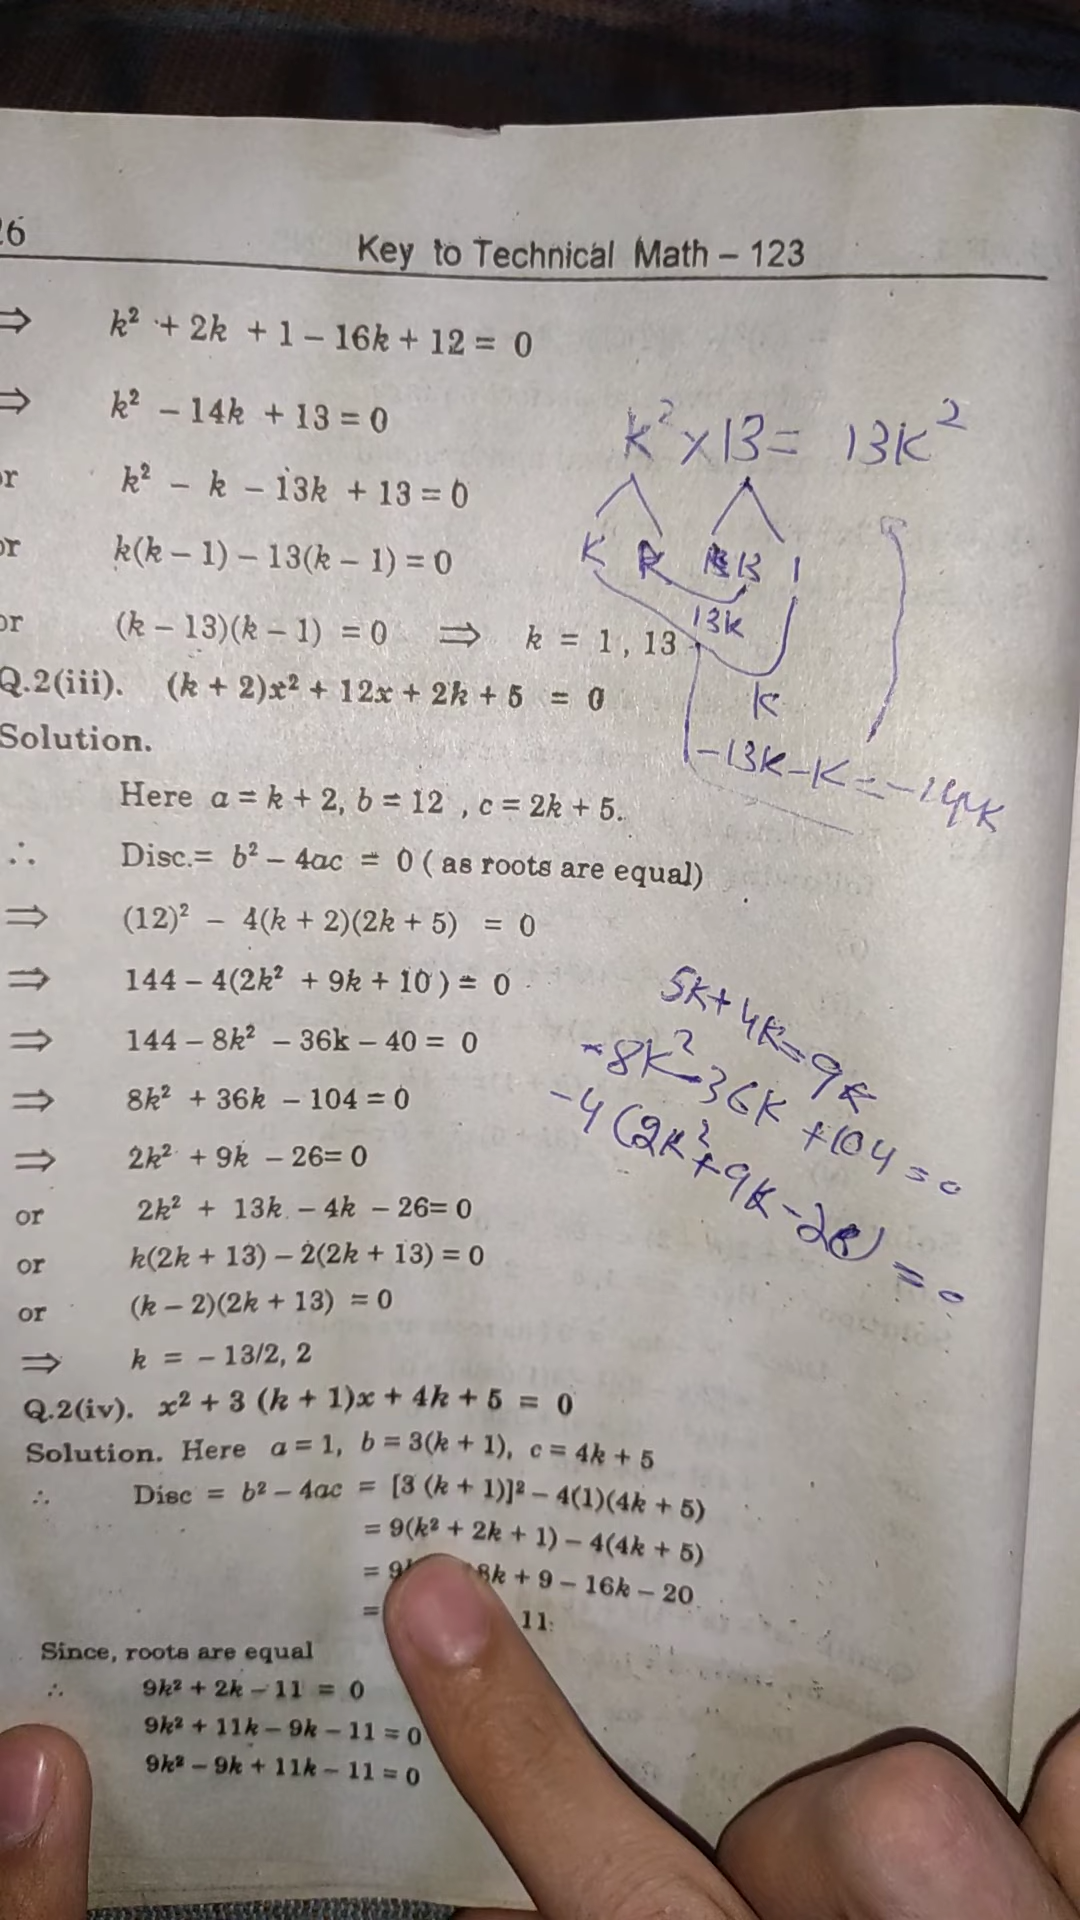 26
Key to Technical Math – 123
⇒ k² + 2k + 1 – 16k + 12 = 0
⇒ k² – 14k + 13 = 0
or k² – k – 13k + 13 = 0
or k(k – 1) – 13(k – 1) = 0
or (k – 13)(k – 1) = 0 ⇒ k = 1, 13
k² × 13 = 13k²
K K 13 1
13k
k
–13k–k = –14k
Q.2(iii). (k + 2)x² + 12x + 2k + 5 = 0
Solution.
Here a = k + 2, b = 12 , c = 2k + 5.
∴ Disc.= b² – 4ac = 0 ( as roots are equal)
⇒ (12)² – 4(k + 2)(2k + 5) = 0
⇒ 144 – 4(2k² + 9k + 10 ) = 0
⇒ 144 – 8k² – 36k – 40 = 0
⇒ 8k² + 36k – 104 = 0
⇒ 2k² + 9k – 26= 0
or 2k² + 13k – 4k – 26= 0
or k(2k + 13) – 2(2k + 13) = 0
or (k – 2)(2k + 13) = 0
⇒ k = – 13/2, 2
5k+4k=9k
-8k²-36k +104=0
-4(2k²+9k-26)=0
Q.2(iv). x² + 3 (k + 1)x + 4k + 5 = 0
Solution. Here a = 1, b = 3(k + 1), c = 4k + 5
∴ Disc = b² – 4ac = [3 (k + 1)]² – 4(1)(4k + 5)
= 9(k² + 2k + 1) – 4(4k + 5)
= 9k 8k + 9 – 16k – 20
= 11
Since, roots are equal
∴ 9k² + 2k – 11 = 0
9k² + 11k – 9k – 11 = 0
9k² – 9k + 11k – 11 = 0